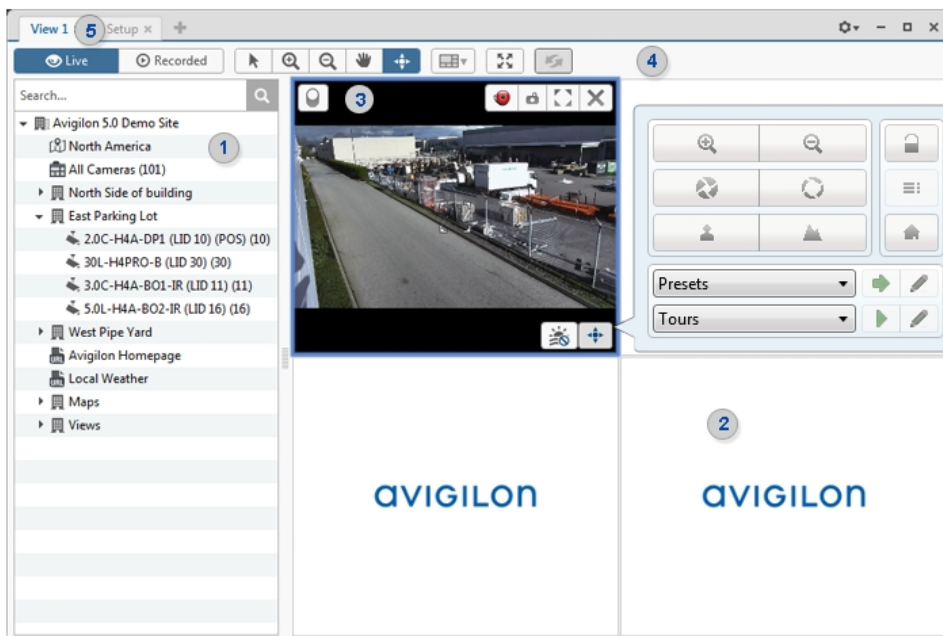 View 1
5
Setup
Live
Recorded
4
Search...
3
Avigilon 5.0 Demo Site
1
North America
All Cameras (101)
North Side of building
East Parking Lot
2.0C-H4A-DP1 (LID 10) (POS) (10)
30L-H4PRO-B (LID 30) (30)
3.0C-H4A-BO1-IR (LID 11) (11)
5.0L-H4A-BO2-IR (LID 16) (16)
West Pipe Yard
Avigilon Homepage
Local Weather
Maps
Views
Presets
Tours
2
avigilon
avigilon